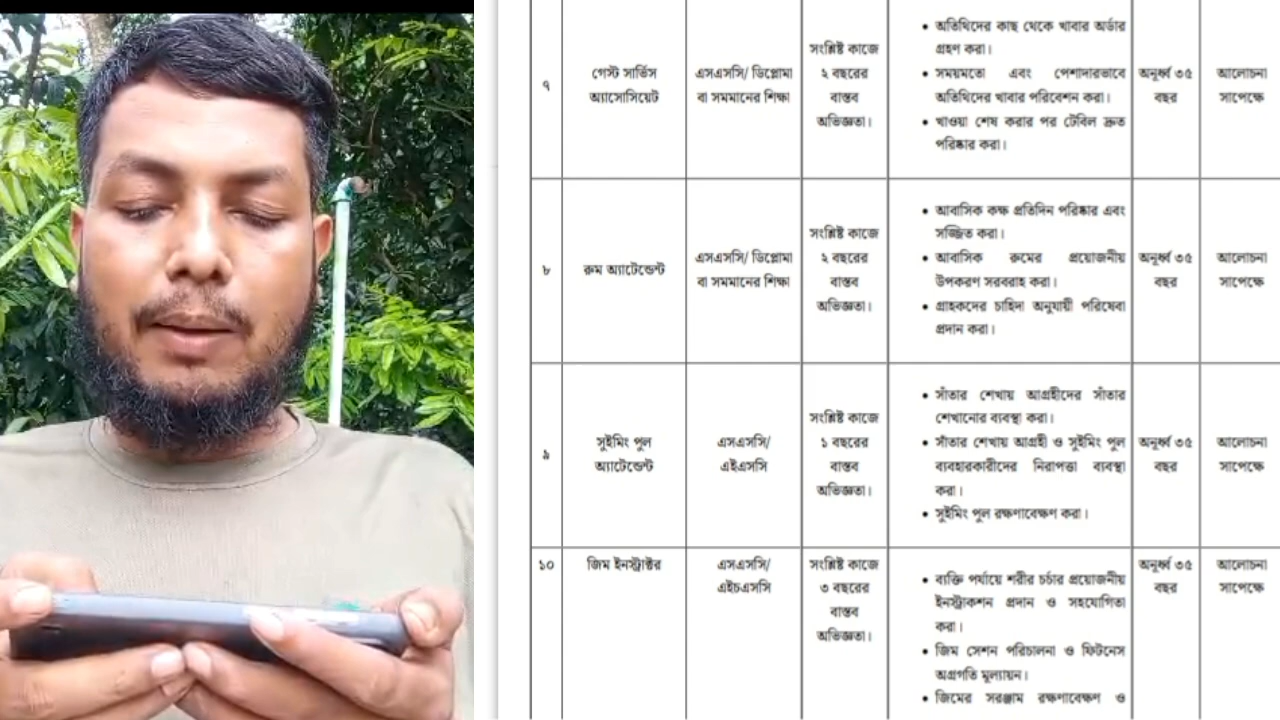 ৭
গেস্ট সার্ভিস
অ্যাসোসিয়েট
এসএসসি/ ডিপ্লোমা
বা সমমানের শিক্ষা
সংশ্লিষ্ট কাজে
২ বছরের
বাস্তব
অভিজ্ঞতা।
• অতিথিদের কাছ থেকে খাবার অর্ডার
গ্রহণ করা।
• সময়মতো এবং পেশাদারভাবে
অতিথিদের খাবার পরিবেশন করা।
• খাওয়া শেষ করার পর টেবিল দ্রুত
পরিষ্কার করা।
অনূর্ধ্ব ৩৫
বছর
আলোচনা
সাপেক্ষে
৮
রুম অ্যাটেন্ডেন্ট
এসএসসি/ ডিপ্লোমা
বা সমমানের শিক্ষা
সংশ্লিষ্ট কাজে
২ বছরের
বাস্তব
অভিজ্ঞতা।
• আবাসিক কক্ষ প্রতিদিন পরিষ্কার এবং
সজ্জিত করা।
• আবাসিক রুমের প্রয়োজনীয়
উপকরণ সরবরাহ করা।
• গ্রাহকদের চাহিদা অনুযায়ী পরিষেবা
প্রদান করা।
অনূর্ধ্ব ৩৫
বছর
আলোচনা
সাপেক্ষে
৯
সুইমিং পুল
অ্যাটেন্ডেন্ট
এসএসসি/
এইএসসি
সংশ্লিষ্ট কাজে
১ বছরের
বাস্তব
অভিজ্ঞতা।
• সাঁতার শেখায় আগ্রহীদের সাঁতার
শেখানোর ব্যবস্থা করা।
• সাঁতার শেখায় আগ্রহী ও সুইমিং পুল
ব্যবহারকারীদের নিরাপত্তা ব্যবস্থা
করা।
• সুইমিং পুল রক্ষণাবেক্ষণ করা।
অনূর্ধ্ব ৩৫
বছর
আলোচনা
সাপেক্ষে
১০
জিম ইনস্ট্রাক্টর
এসএসসি/
এইচএসসি
সংশ্লিষ্ট কাজে
৩ বছরের
বাস্তব
অভিজ্ঞতা।
• ব্যক্তি পর্যায়ে শরীর চর্চার প্রয়োজনীয়
ইনস্ট্রাকশন প্রদান ও সহযোগিতা
করা।
• জিম সেশন পরিচালনা ও ফিটনেস
অগ্রগতি মূল্যায়ন।
• জিমের সরঞ্জাম রক্ষণাবেক্ষণ ও
অনূর্ধ্ব ৩৫
বছর
আলোচনা
সাপেক্ষে